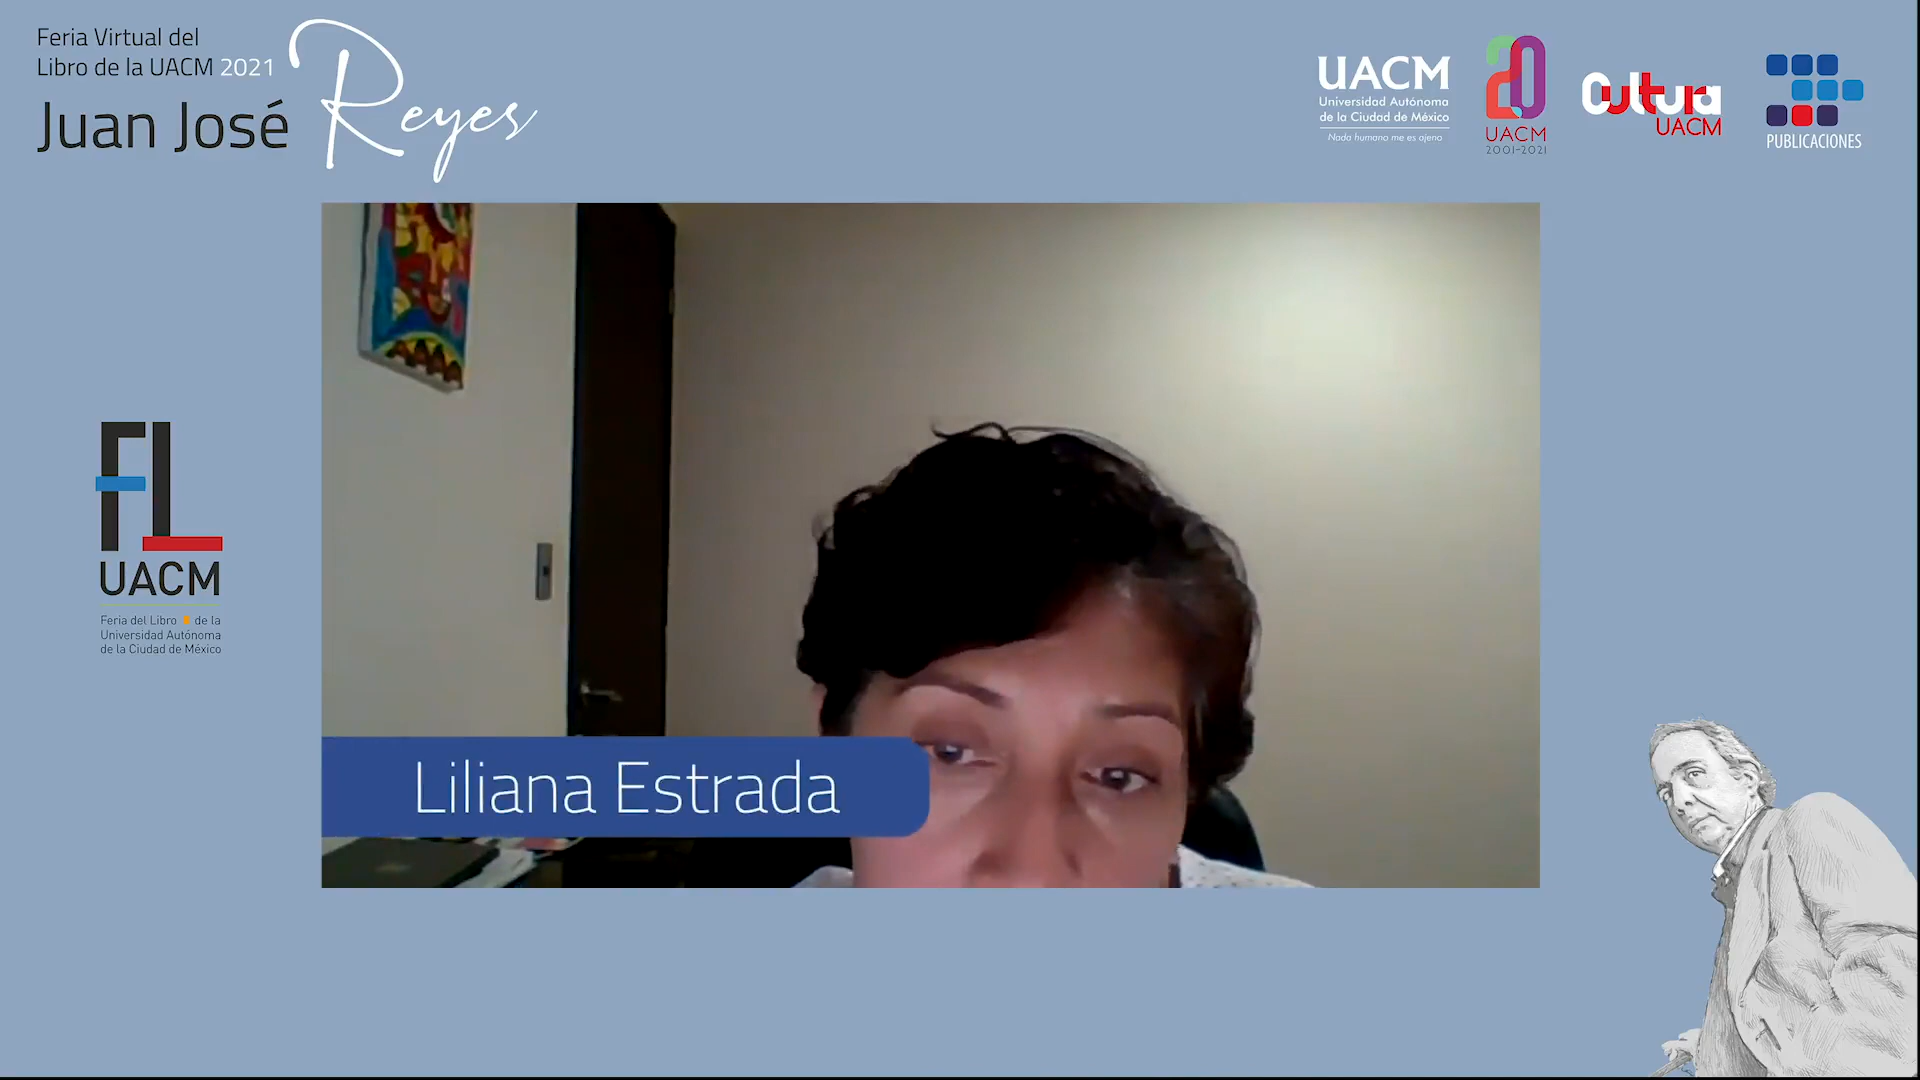 Feria Virtual del
Libro de la UACM 2021
Juan José Reyes
UACM
Universidad Autónoma
de la Ciudad de México
Nada humano me es ajeno
20
UACM
2001-2021
Cultura
UACM
PUBLICACIONES
FL
UACM
Feria del Libro de la
Universidad Autónoma
de la Ciudad de México
Liliana Estrada